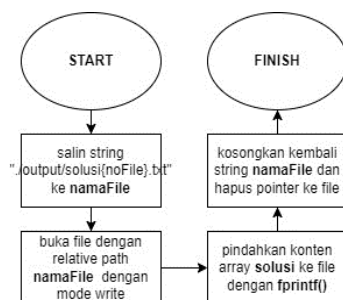 START
salin string
"./output/solusi{noFile}.txt"
ke namaFile
buka file dengan
relative path
namaFile dengan
mode write
pindahkan konten
array solusi ke file
dengan fprintf()
kosongkan kembali
string namaFile dan
hapus pointer ke file
FINISH